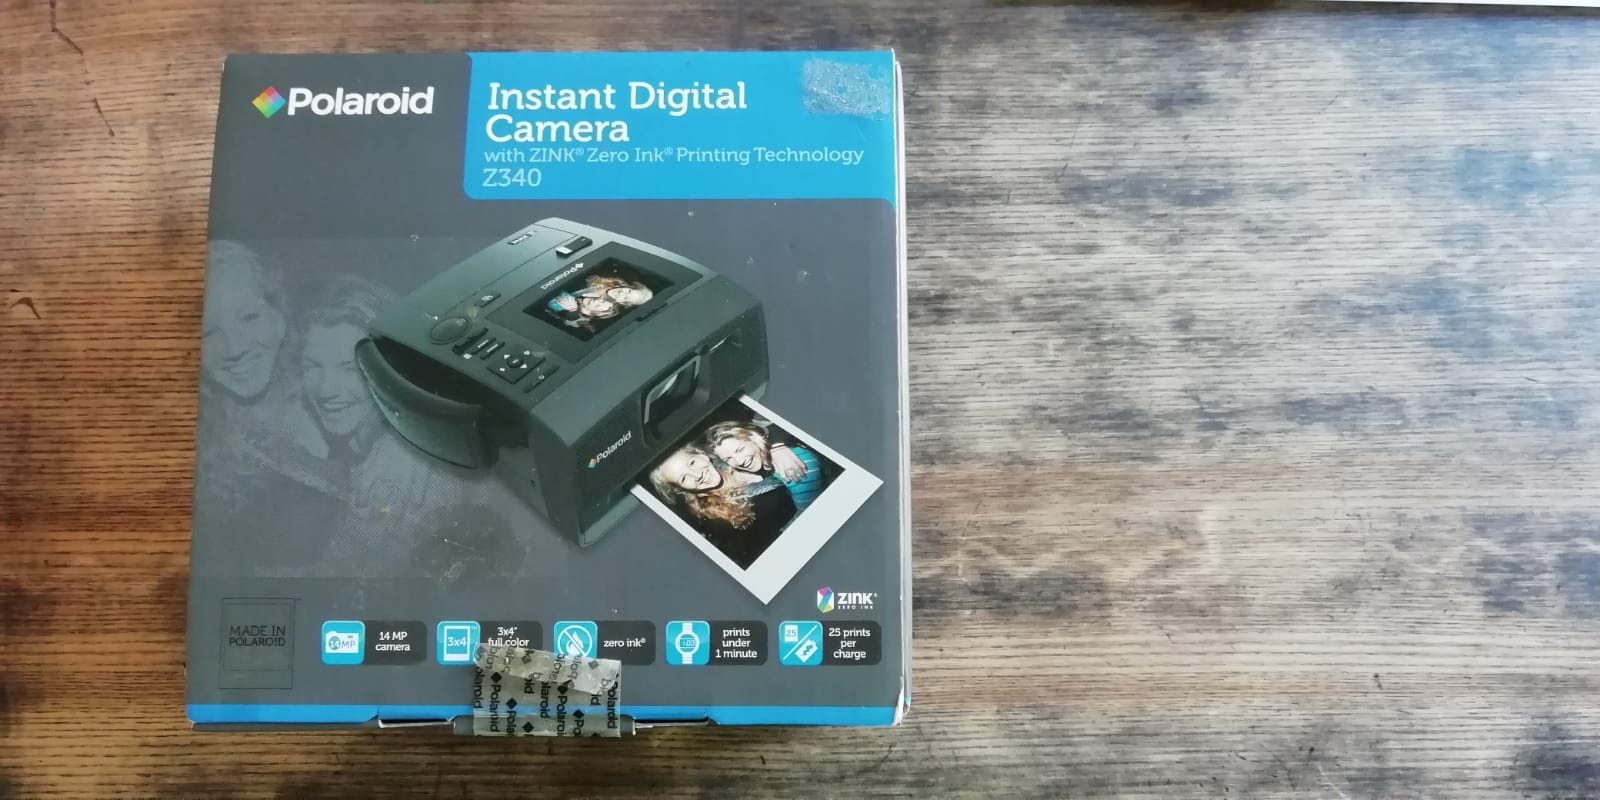 Polaroid
Instant Digital
Camera
with ZINK® Zero Ink® Printing Technology
Z340
Polaroid
Polaroid
ZINK®
ZERO INK
MADE IN
POLAROID
14MP
14 MP
camera
3x4
3x4"
full color
zero ink®
prints
under
1 minute
25
25 prints
per
charge
Polaroid
Polaroid
Polaroid